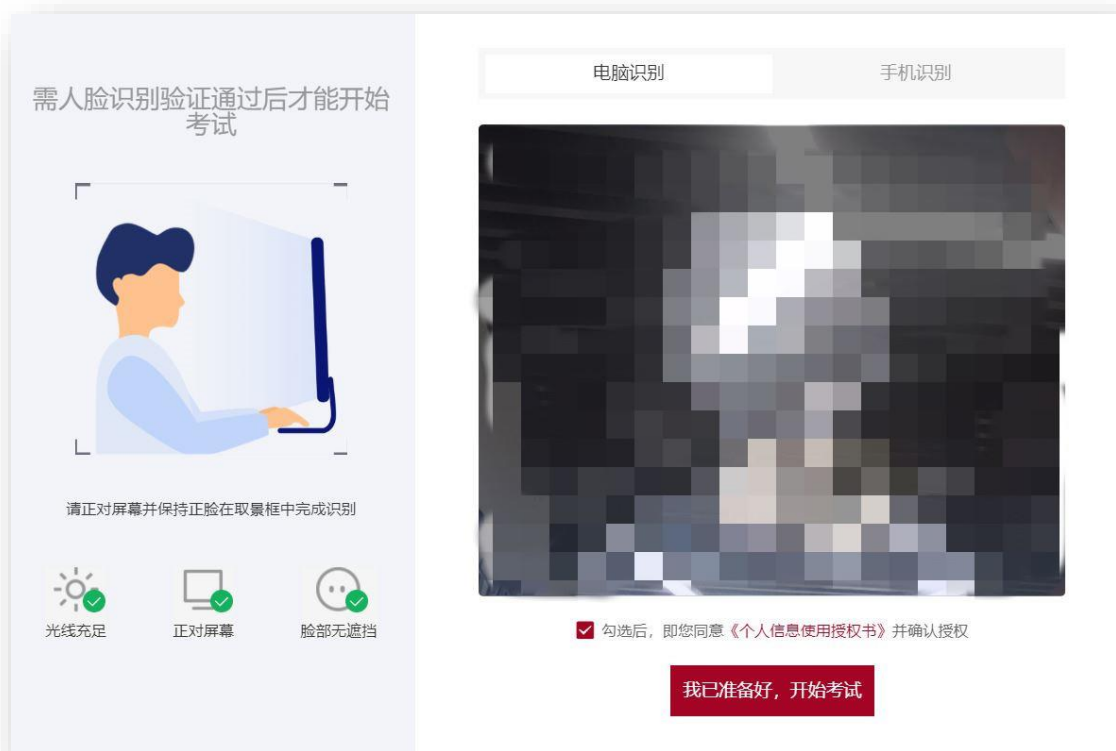 需人脸识别验证通过后才能开始
考试
请正对屏幕并保持正脸在取景框中完成识别
光线充足
正对屏幕
脸部无遮挡
电脑识别
手机识别
勾选后，即您同意《个人信息使用授权书》并确认授权
我已准备好，开始考试